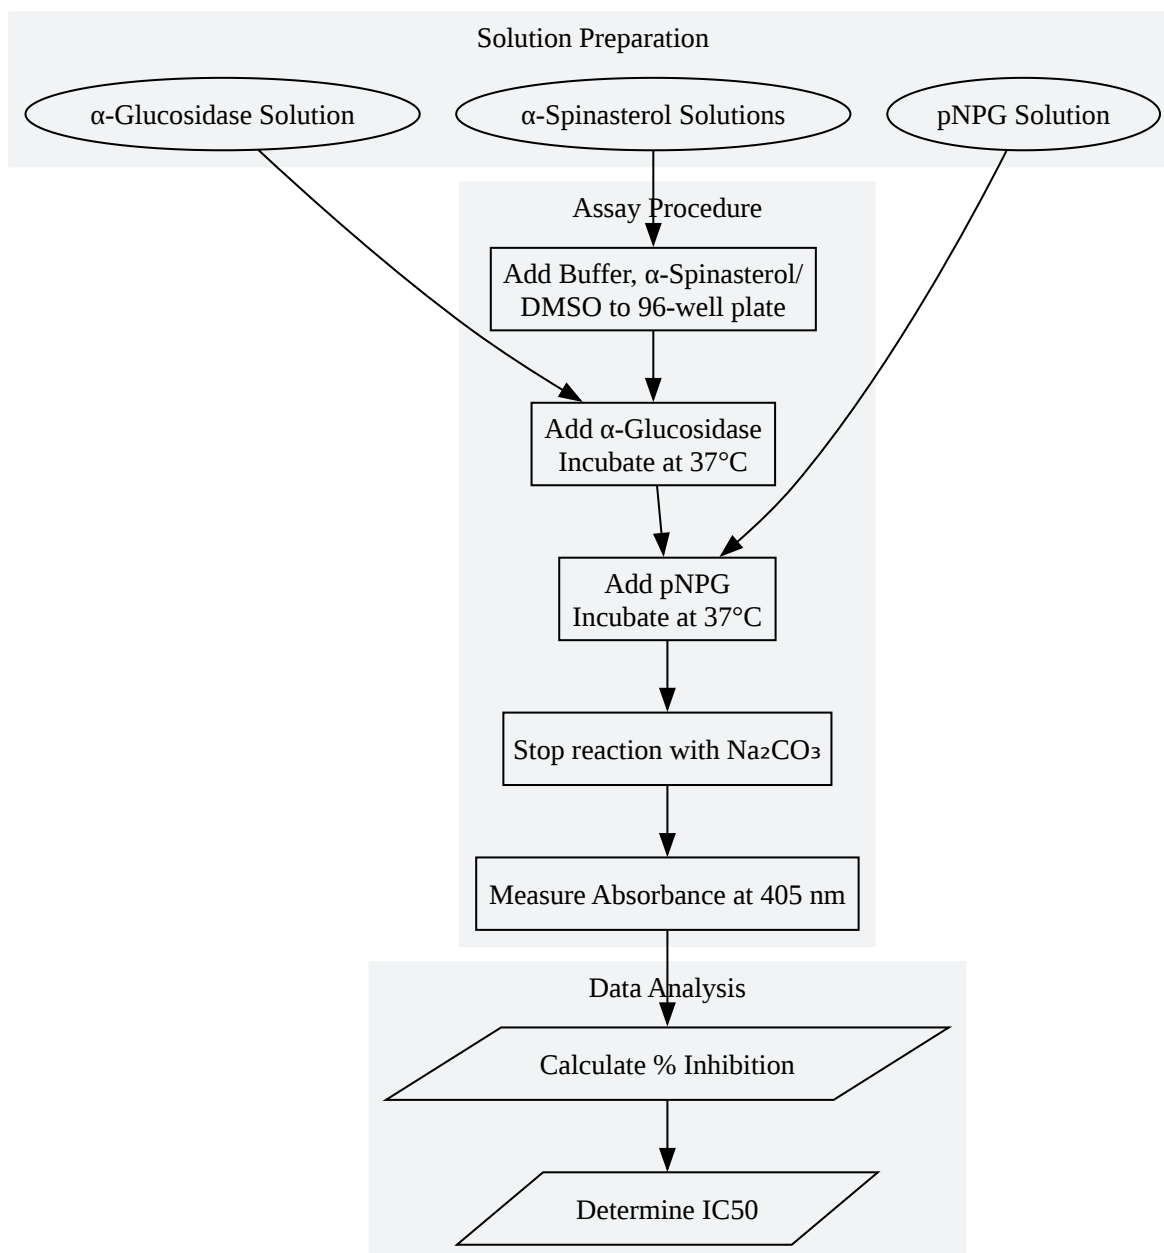 Solution Preparation
α-Glucosidase Solution
α-Spinasterol Solutions
pNPG Solution
Assay Procedure
Add Buffer, α-Spinasterol/
DMSO to 96-well plate
Add α-Glucosidase
Incubate at 37°C
Add pNPG
Incubate at 37°C
Stop reaction with Na₂CO₃
Measure Absorbance at 405 nm
Data Analysis
Calculate % Inhibition
Determine IC50